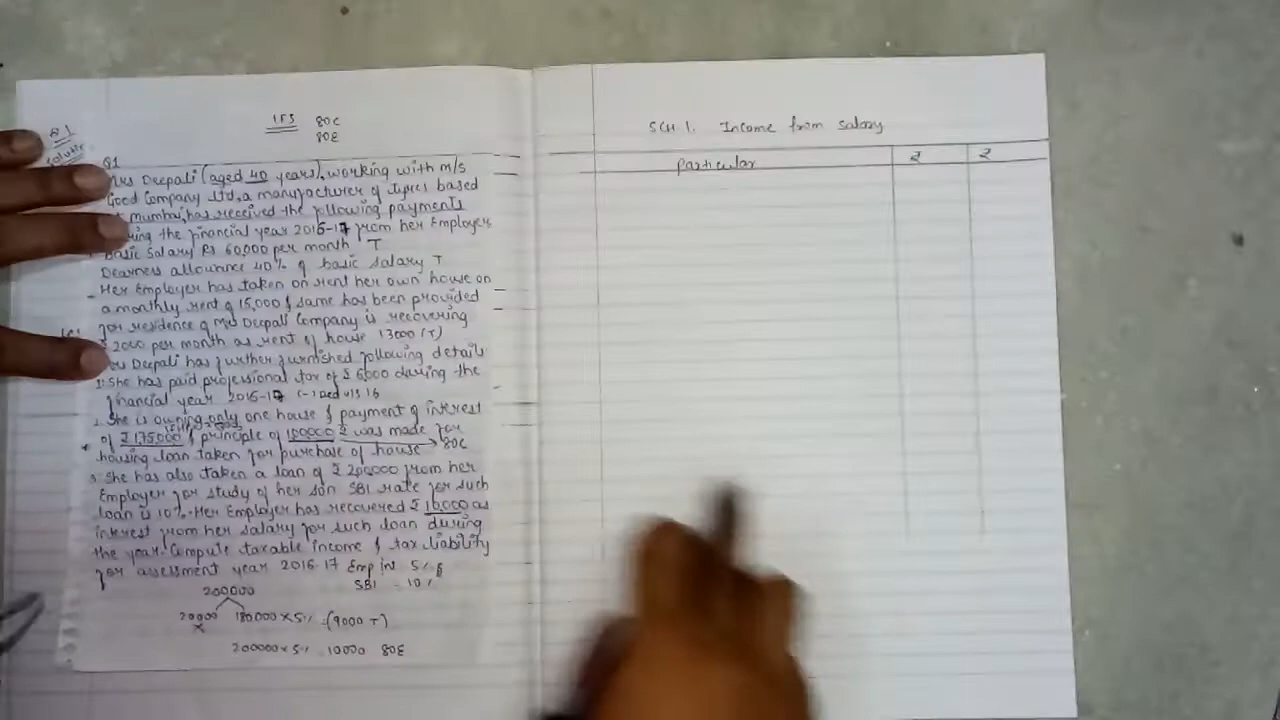 IFS 80C
80E
Q1
Mrs Deepali (aged 40 years), working with m/s
Good Company Ltd, a manufacturer of tyres based
Mumbai, has received the following payments
the financial year 2016-17 from her Employers
Basic Salary Rs 60,000 per month T
Dearness allowance 40% of basic salary T
Her Employer has taken on rent her own house on
a monthly rent of 15,000 & same has been provided
for residence of Mrs Deepali Company is recovering
₹ 2000 per month as rent of house 13000 (T)
Deepali has further furnished following details
1. She has paid professional tax of ₹ 6000 during the
financial year 2016-17 (-) Ded u/s 16
2. She is owning only one house & payment of interest
of ₹ 1,75,000 & principle of 100000 ₹ was made for
housing loan taken for purchase of house → 80C
3. She has also taken a loan of ₹ 200000 from her
Employer for study of her son SBI rate for such
loan is 10%. Her Employer has recovered ₹ 10,000 as
interest from her salary for such loan during
the year. Compute taxable income & tax liability
for assessment year 2016-17 Emp int 5%
200000 SBI - 10%
20000 180000 × 5% (9000 T)
×
200000 × 5% 10000 80E
SCH 1. Income from Salary
Particular ₹ ₹